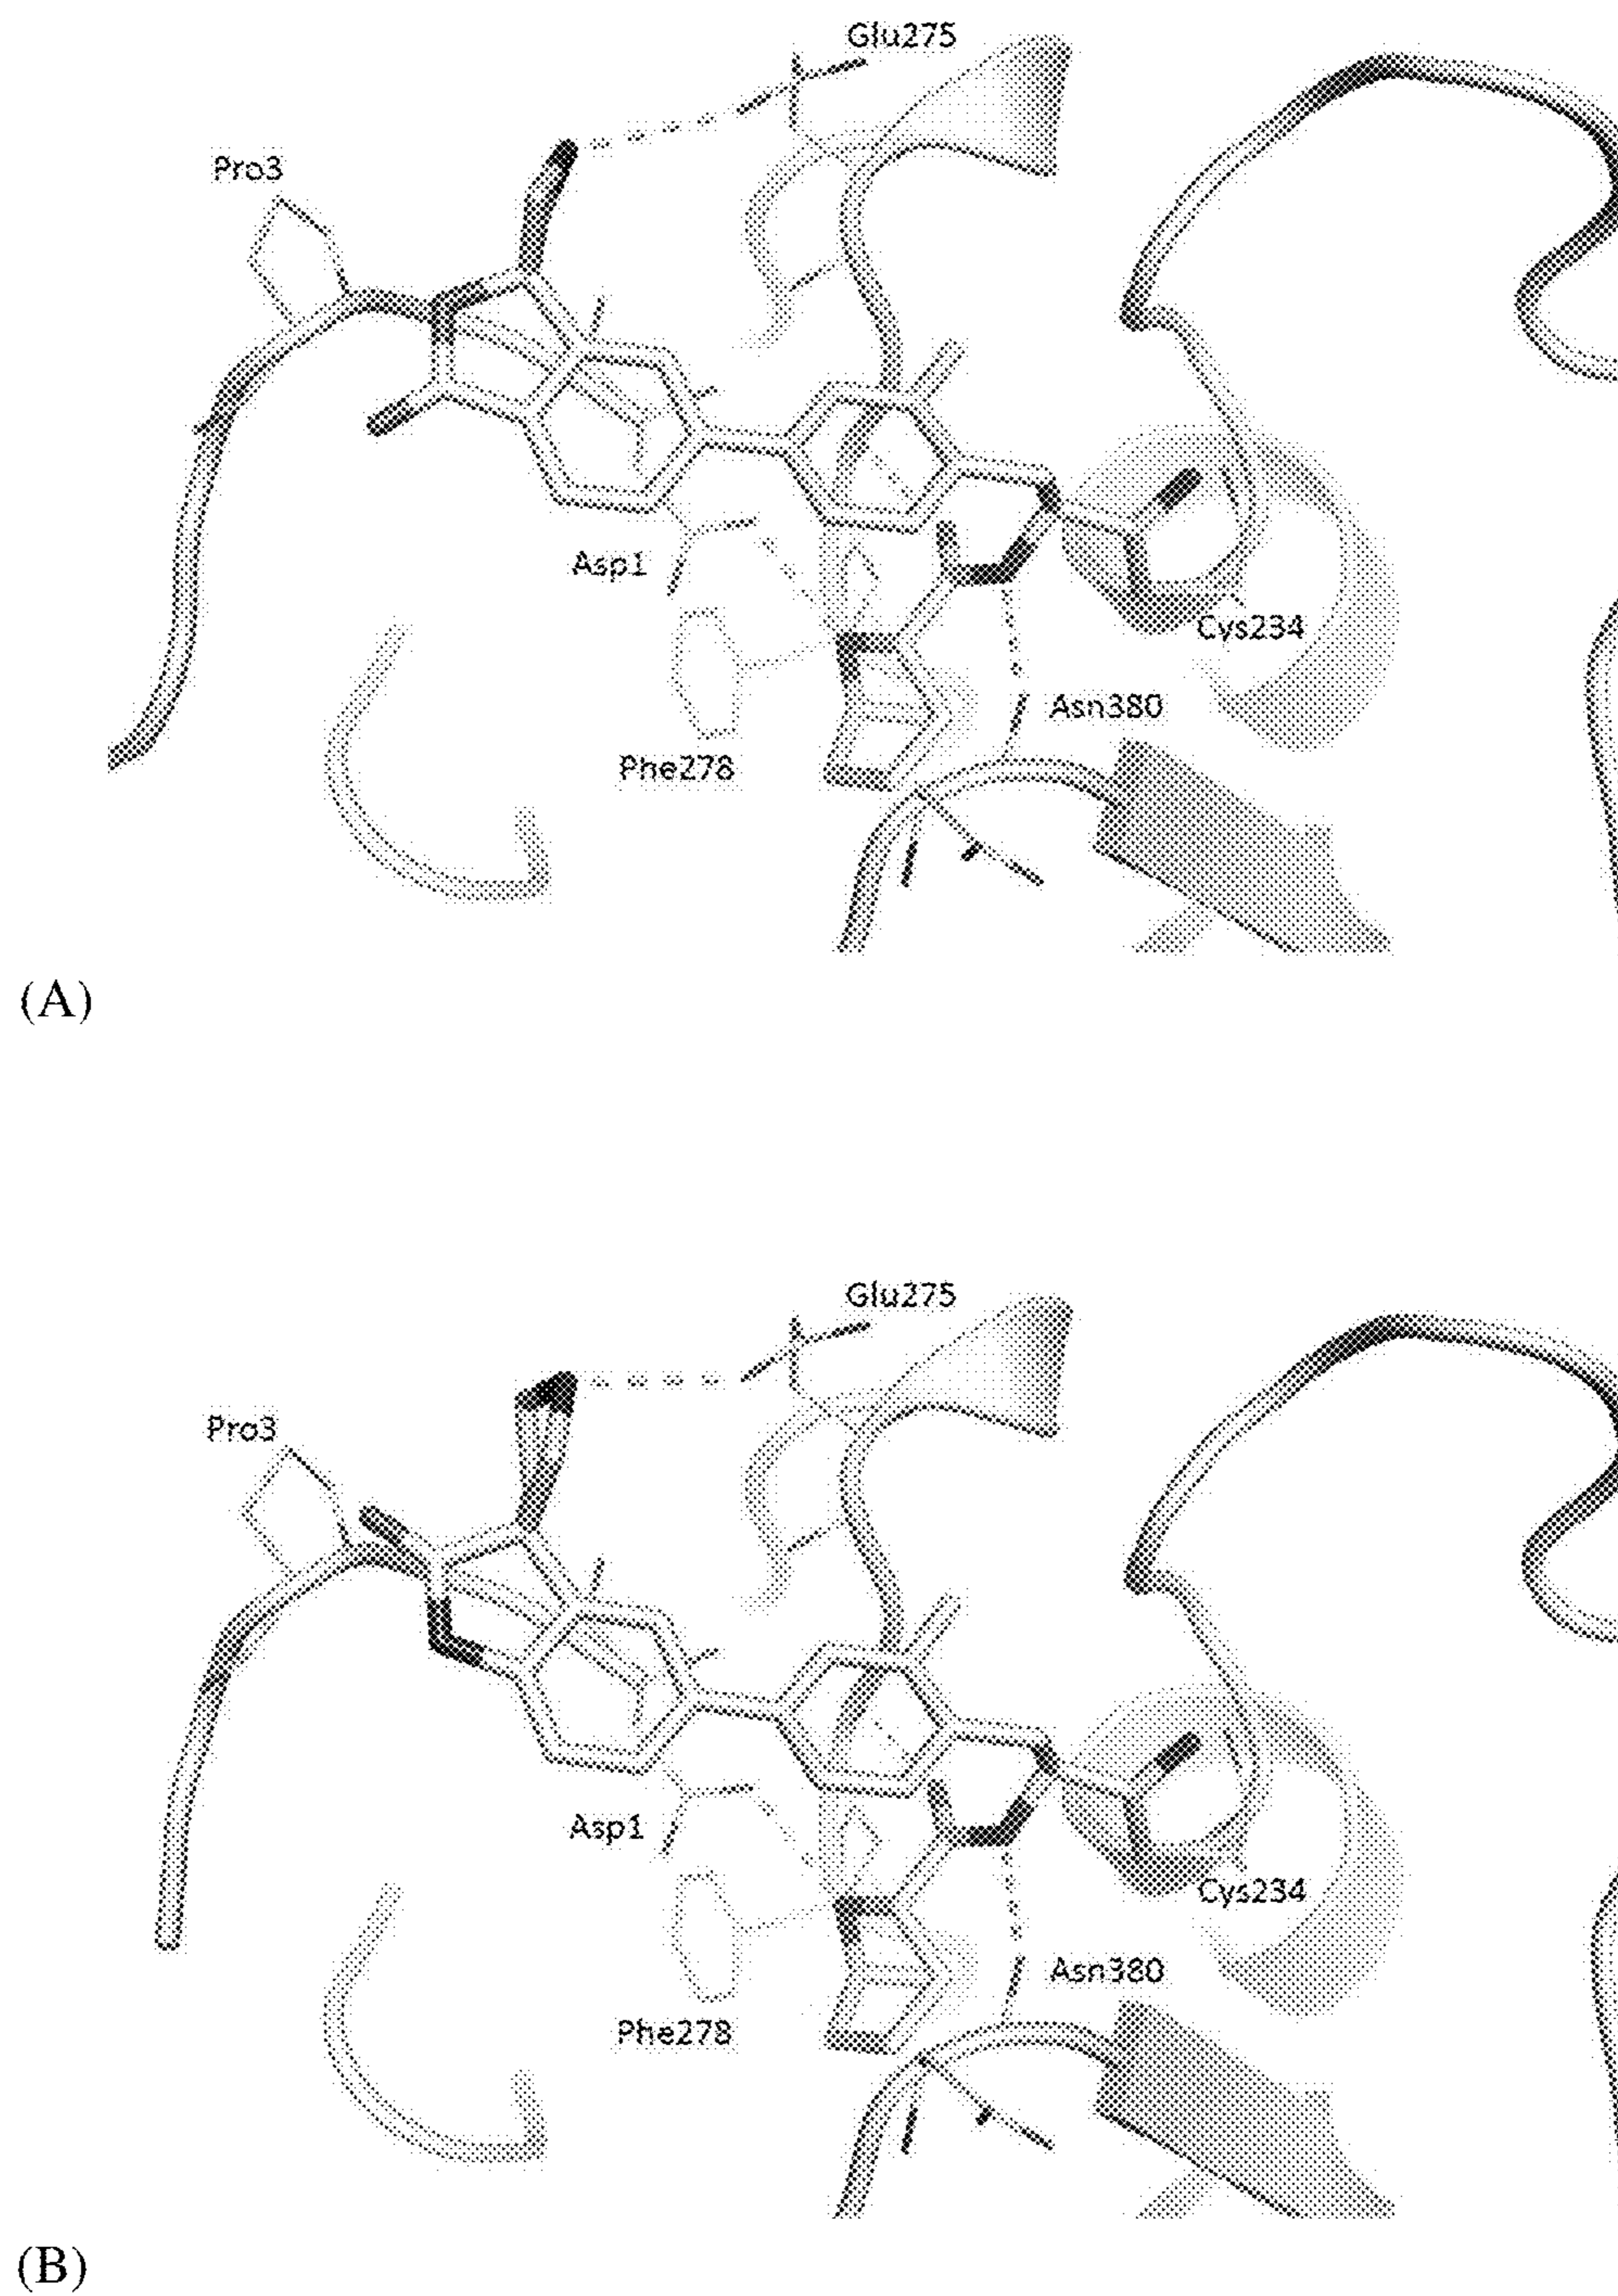 Glu275
Pro3
Asp1
Cys234
Asn380
Phe278
(A)
Glu275
Pro3
Asp1
Cys234
Asn380
Phe278
(B)